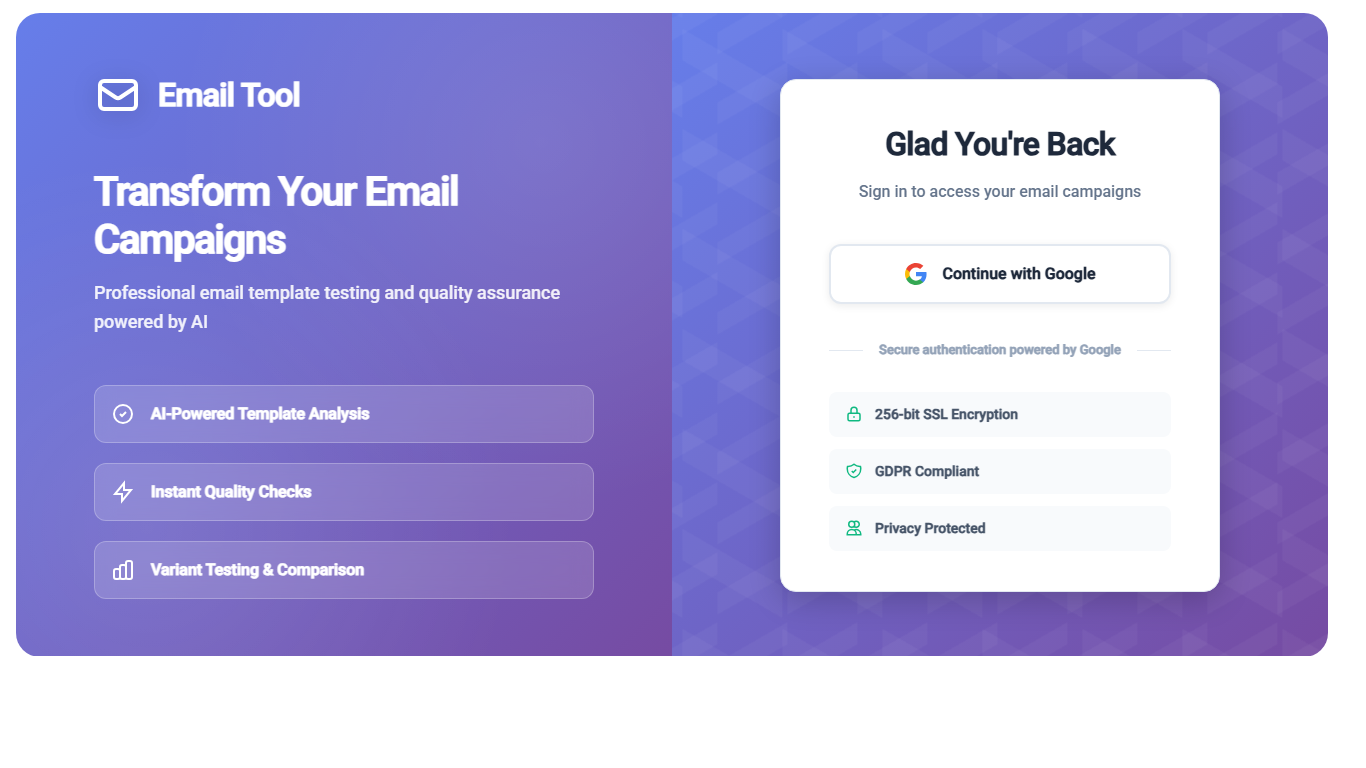 Email Tool
Transform Your Email
Campaigns
Professional email template testing and quality assurance
powered by AI
AI-Powered Template Analysis
Instant Quality Checks
Variant Testing & Comparison
Glad You're Back
Sign in to access your email campaigns
Continue with Google
Secure authentication powered by Google
256-bit SSL Encryption
GDPR Compliant
Privacy Protected